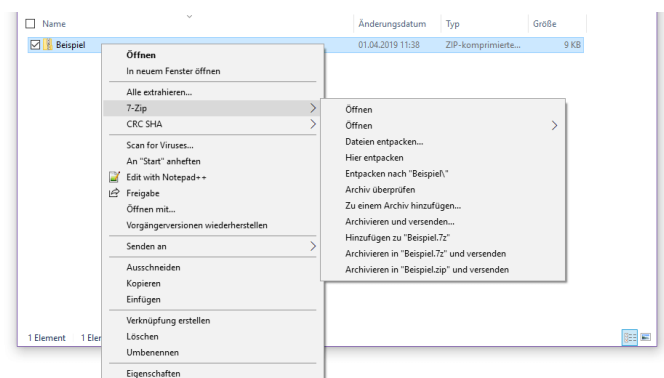 Name Änderungsdatum Typ Größe
Beispiel 01.04.2019 11:38 ZIP-komprimierte... 9 KB
Öffnen
In neuem Fenster öffnen
Alle extrahieren...
7-Zip
CRC SHA
Scan for Viruses...
An "Start" anheften
Edit with Notepad++
Freigabe
Öffnen mit...
Vorgängerversionen wiederherstellen
Senden an
Ausschneiden
Kopieren
Einfügen
Verknüpfung erstellen
Löschen
Umbenennen
Eigenschaften
Öffnen
Öffnen
Dateien entpacken...
Hier entpacken
Entpacken nach "Beispiel\"
Archiv überprüfen
Zu einem Archiv hinzufügen...
Archivieren und versenden...
Hinzufügen zu "Beispiel.7z"
Archivieren in "Beispiel.7z" und versenden
Archivieren in "Beispiel.zip" und versenden
1 Element 1 Eler